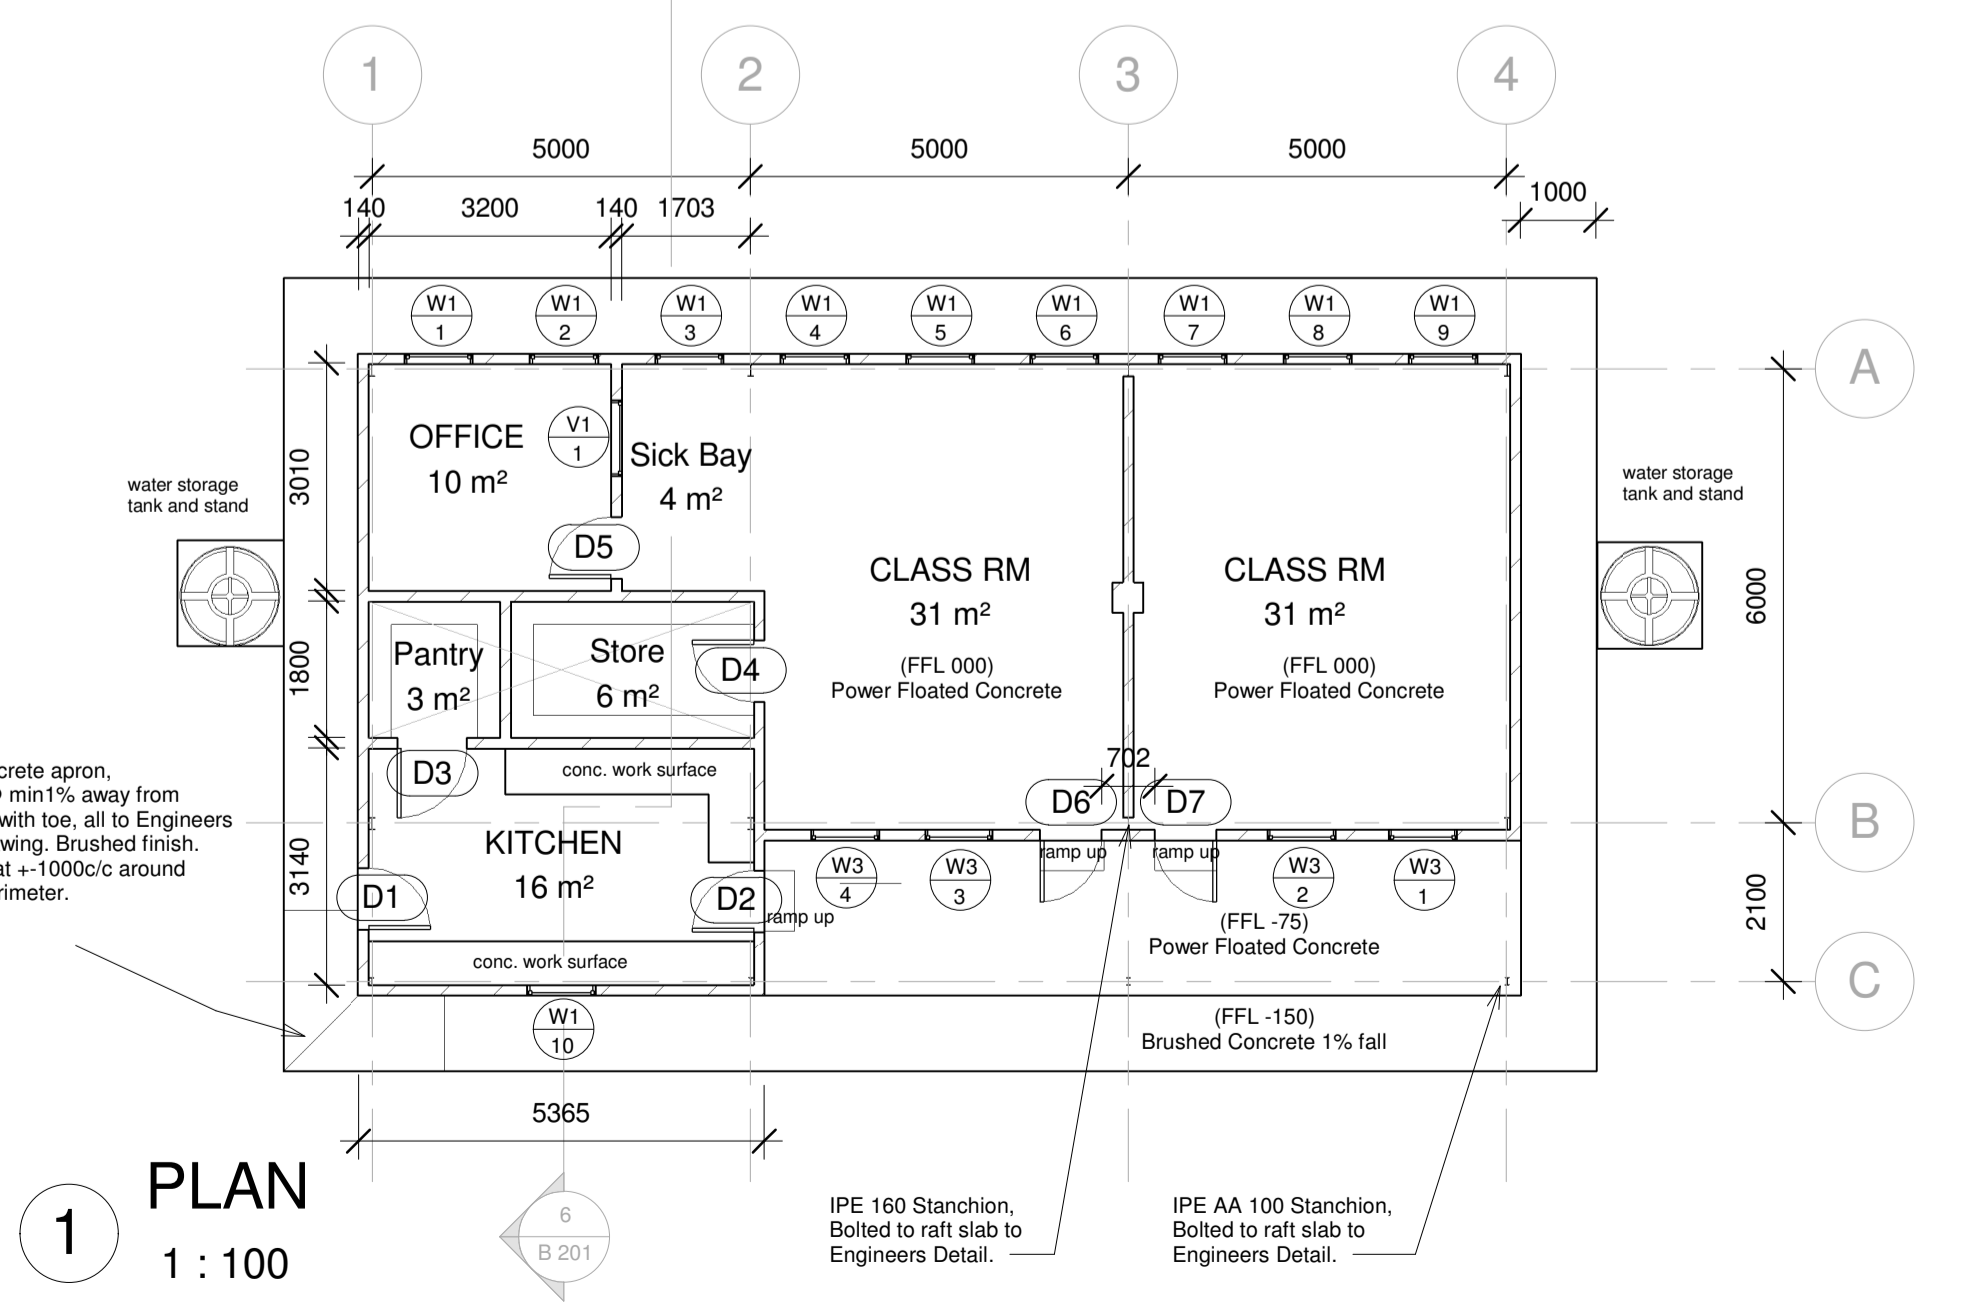 1
2
3
4
5000
5000
5000
140
3200
140
1703
1000
W1
1
W1
2
W1
3
W1
4
W1
5
W1
6
W1
7
W1
8
W1
9
A
OFFICE
10 m²
V1
1
Sick Bay
4 m²
3010
water storage
tank and stand
water storage
tank and stand
D5
CLASS RM
31 m²
(FFL 000)
Power Floated Concrete
CLASS RM
31 m²
(FFL 000)
Power Floated Concrete
6000
1800
Pantry
3 m²
Store
6 m²
D4
D3
conc. work surface
702
D6
D7
B
crete apron,
min1% away from
with toe, all to Engineers
wing. Brushed finish.
at +-1000c/c around
rimeter.
KITCHEN
16 m²
3140
D1
D2
ramp up
ramp up
ramp up
W3
4
W3
3
W3
2
W3
1
(FFL -75)
Power Floated Concrete
2100
conc. work surface
C
W1
10
(FFL -150)
Brushed Concrete 1% fall
5365
1
PLAN
1 : 100
6
B 201
IPE 160 Stanchion,
Bolted to raft slab to
Engineers Detail.
IPE AA 100 Stanchion,
Bolted to raft slab to
Engineers Detail.